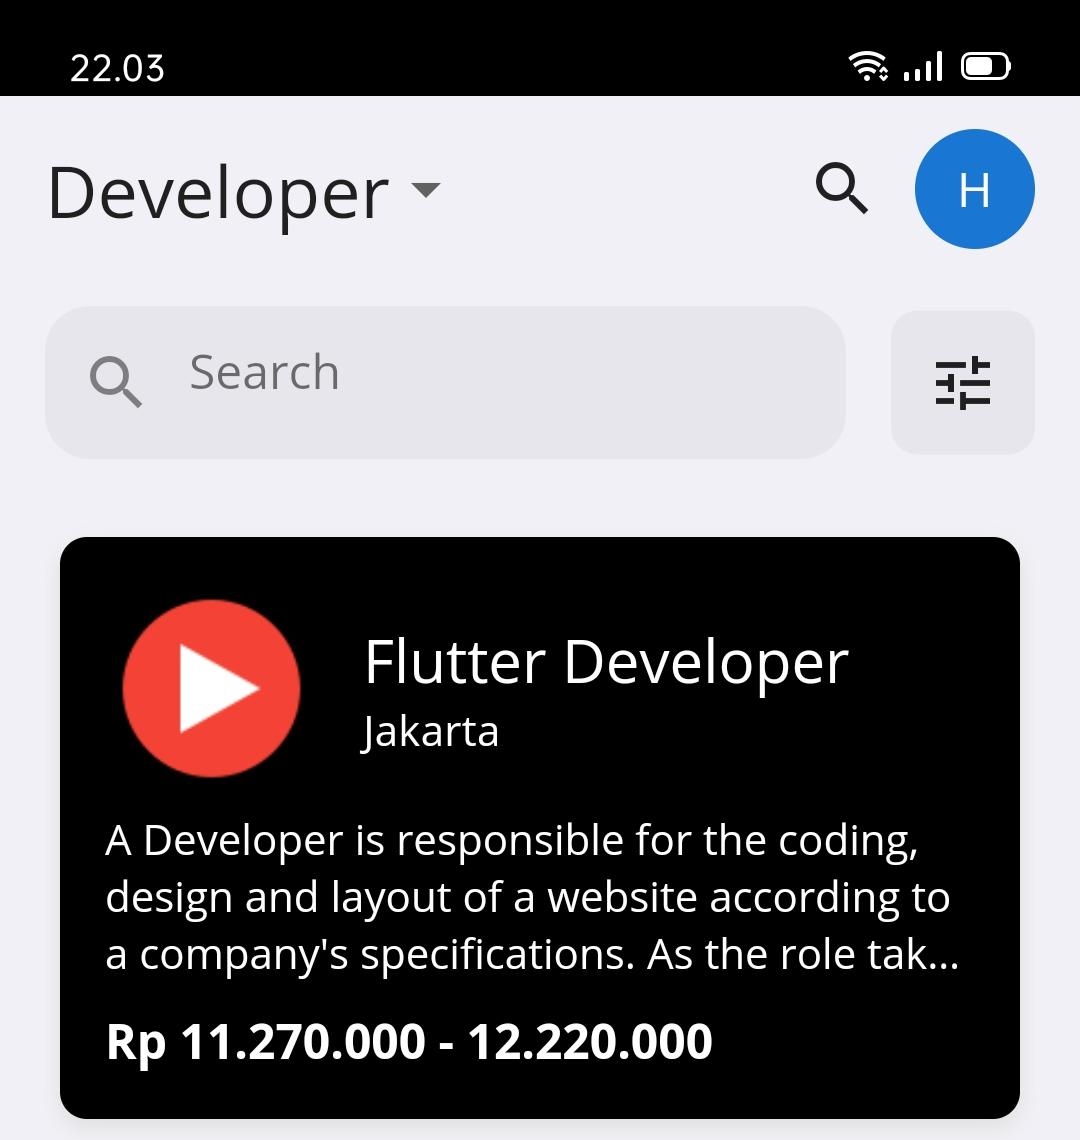 22.03
Developer
H
Search
Flutter Developer
Jakarta
A Developer is responsible for the coding,
design and layout of a website according to
a company's specifications. As the role tak...
Rp 11.270.000 - 12.220.000